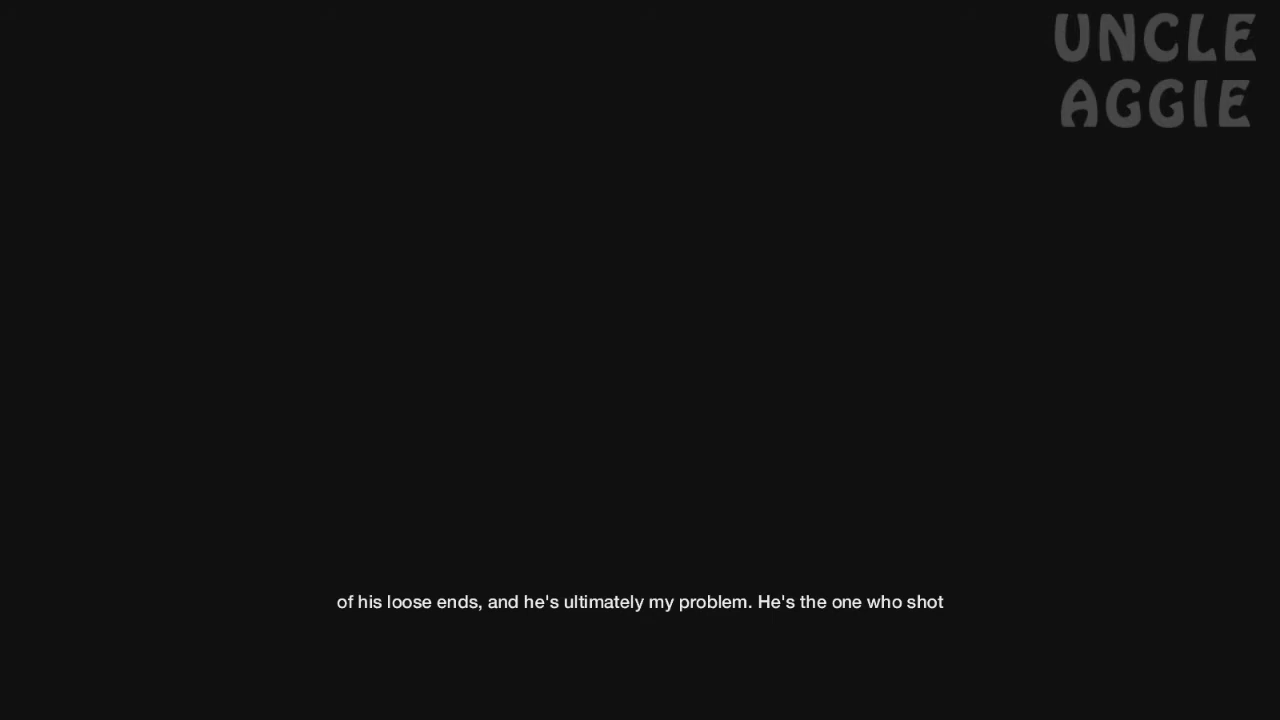 UNCLE
AGGIE
of his loose ends, and he's ultimately my problem. He's the one who shot